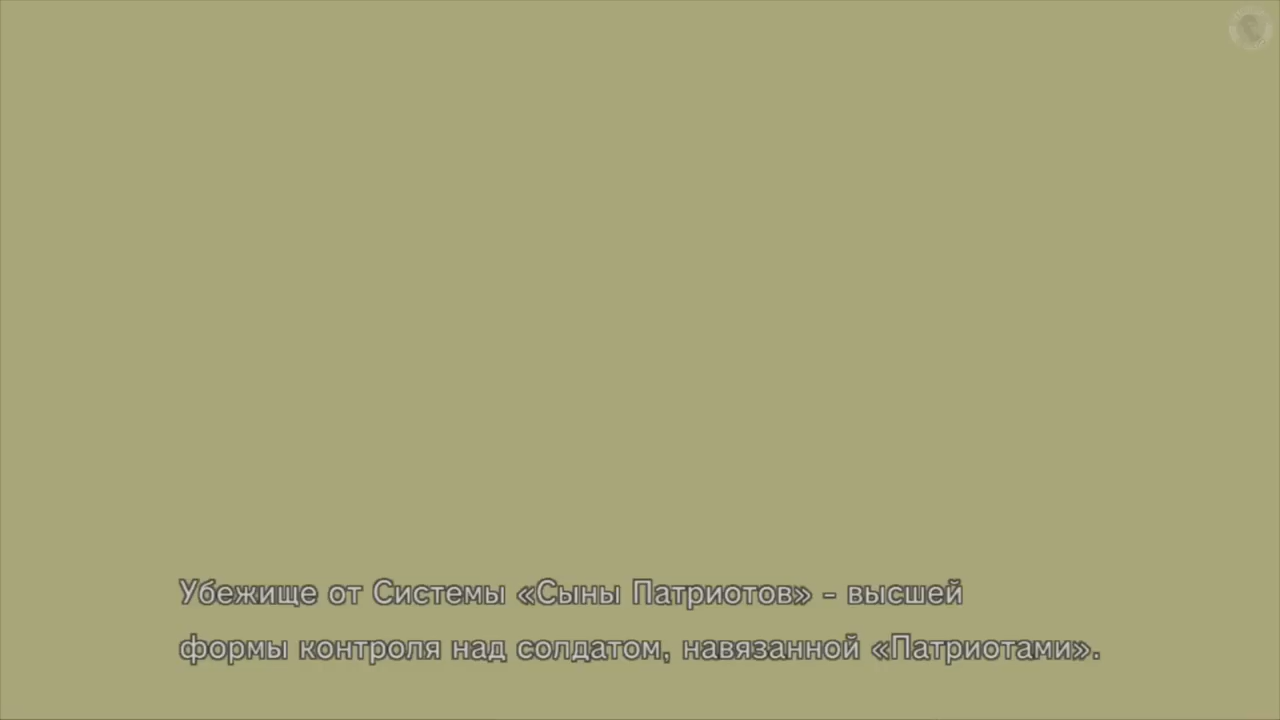 Убежище от Системы «Сыны Патриотов» - высшей
формы контроля над солдатом, навязанной «Патриотами».